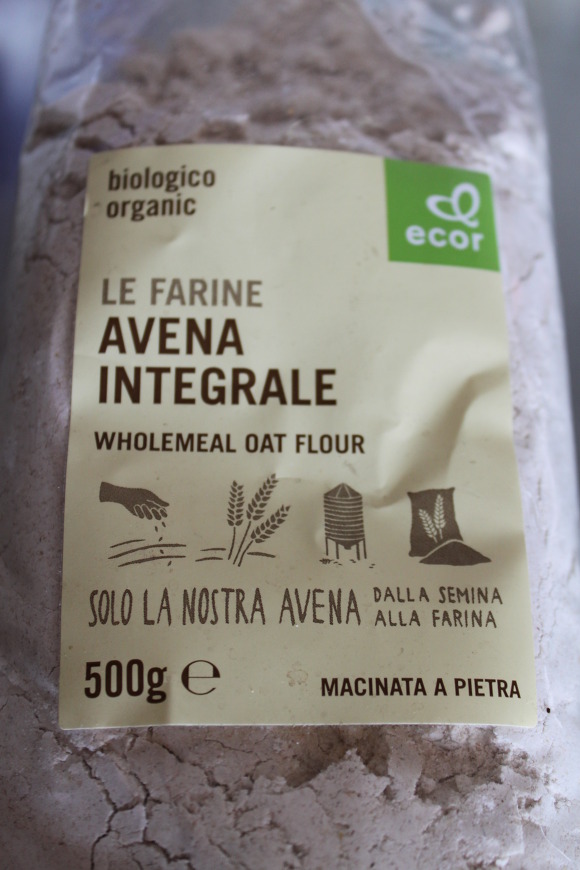 biologico
organic
ecor
LE FARINE
AVENA
INTEGRALE
WHOLEMEAL OAT FLOUR
SOLO LA NOSTRA AVENA DALLA SEMINA
ALLA FARINA
500g ℮
MACINATA A PIETRA